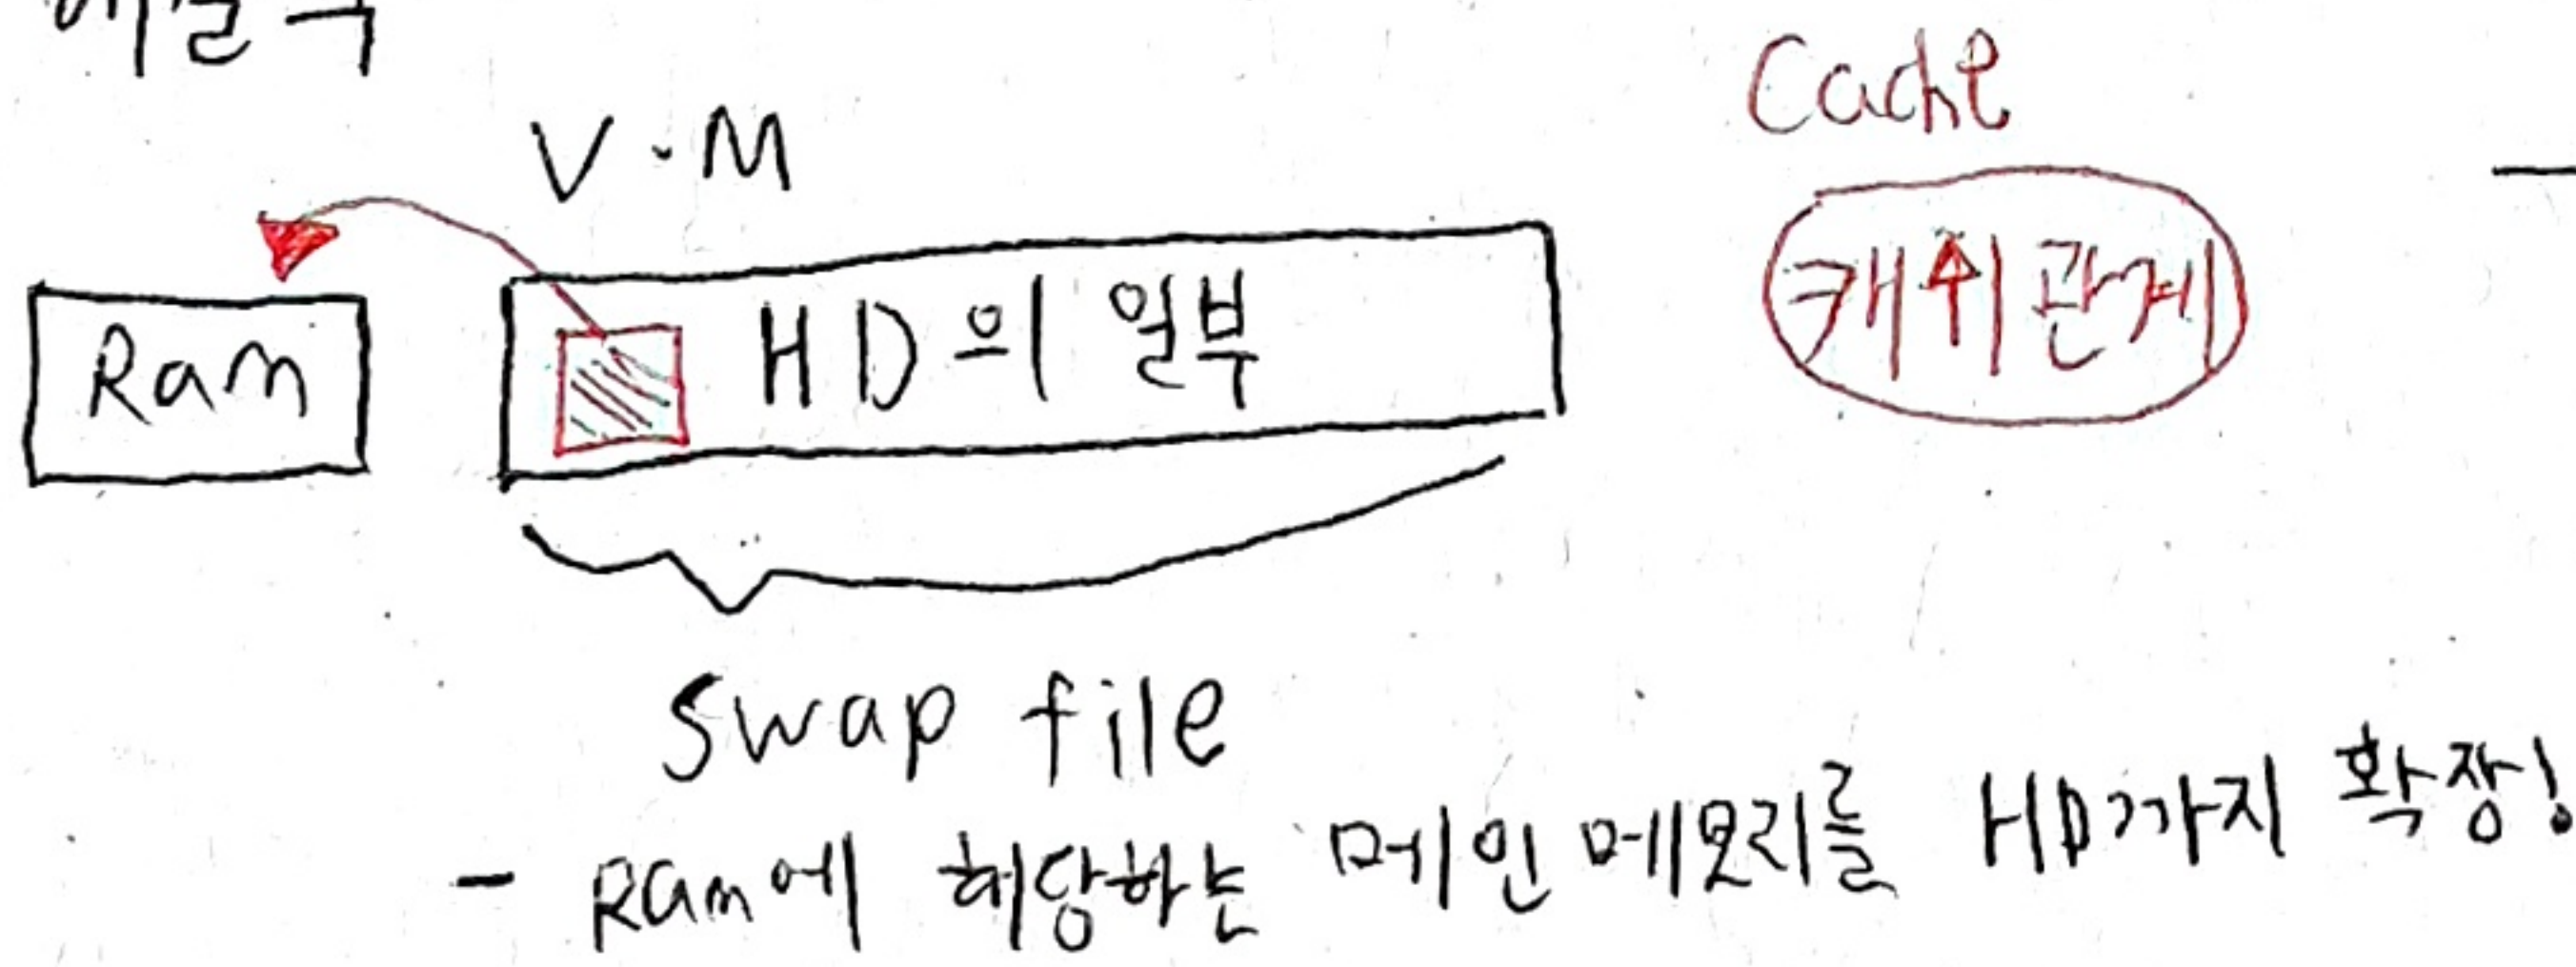 V.M
Cache
Ram
HD의 일부
캐쉬관계
Swap file
- Ram에 해당하는 메인 메모리를 HD까지 확장!